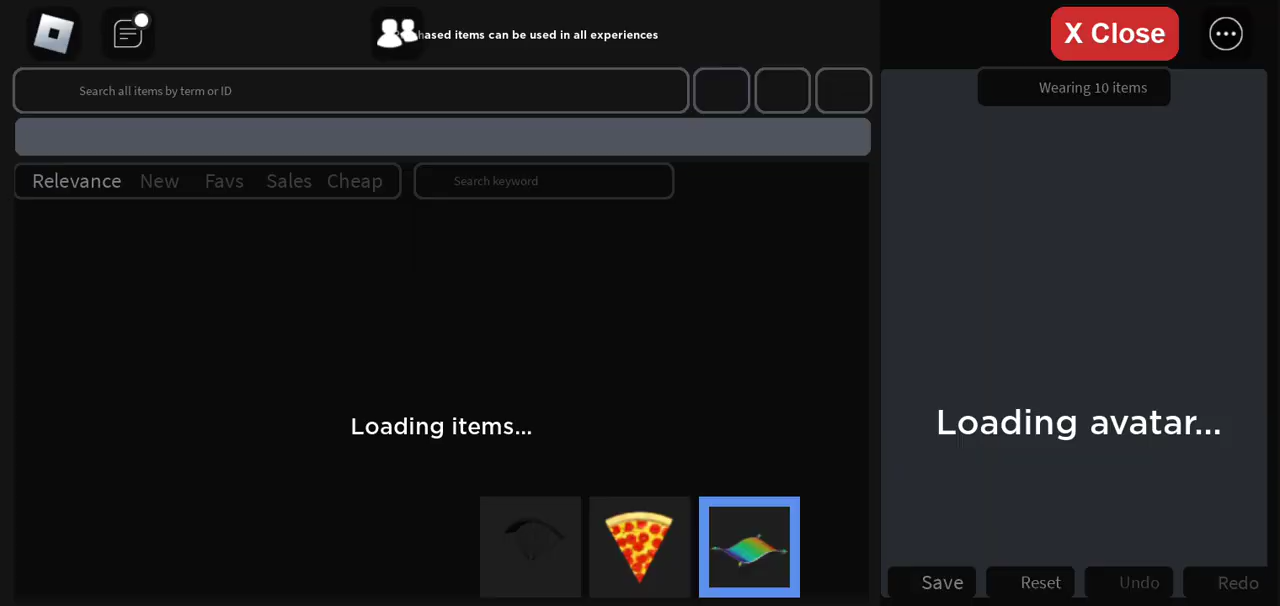 hased items can be used in all experiences
X Close
Search all items by term or ID
Wearing 10 items
Relevance New Favs Sales Cheap
Search keyword
Loading items...
Loading avatar...
Save Reset Undo Redo